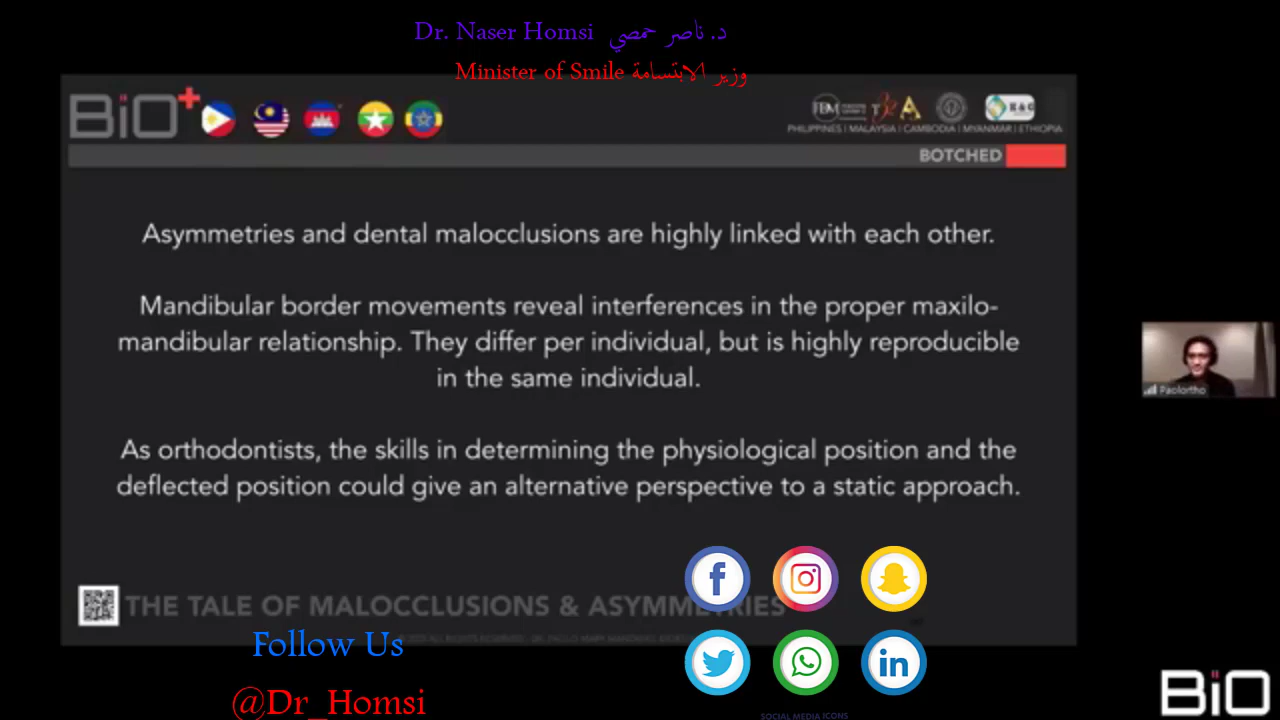 Dr. Naser Homsi د. ناصر حمصي
Minister of Smile وزير الابتسامة
BiO+
PHILIPPINES | MALAYSIA | CAMBODIA | MYANMAR | ETHIOPIA
BOTCHED
Asymmetries and dental malocclusions are highly linked with each other.
Mandibular border movements reveal interferences in the proper maxilo-
mandibular relationship. They differ per individual, but is highly reproducible
in the same individual.
As orthodontists, the skills in determining the physiological position and the
deflected position could give an alternative perspective to a static approach.
Paolortho
THE TALE OF MALOCCLUSIONS & ASYMMETRIES
Follow Us
@Dr_Homsi
SOCIAL MEDIA ICONS
BiO